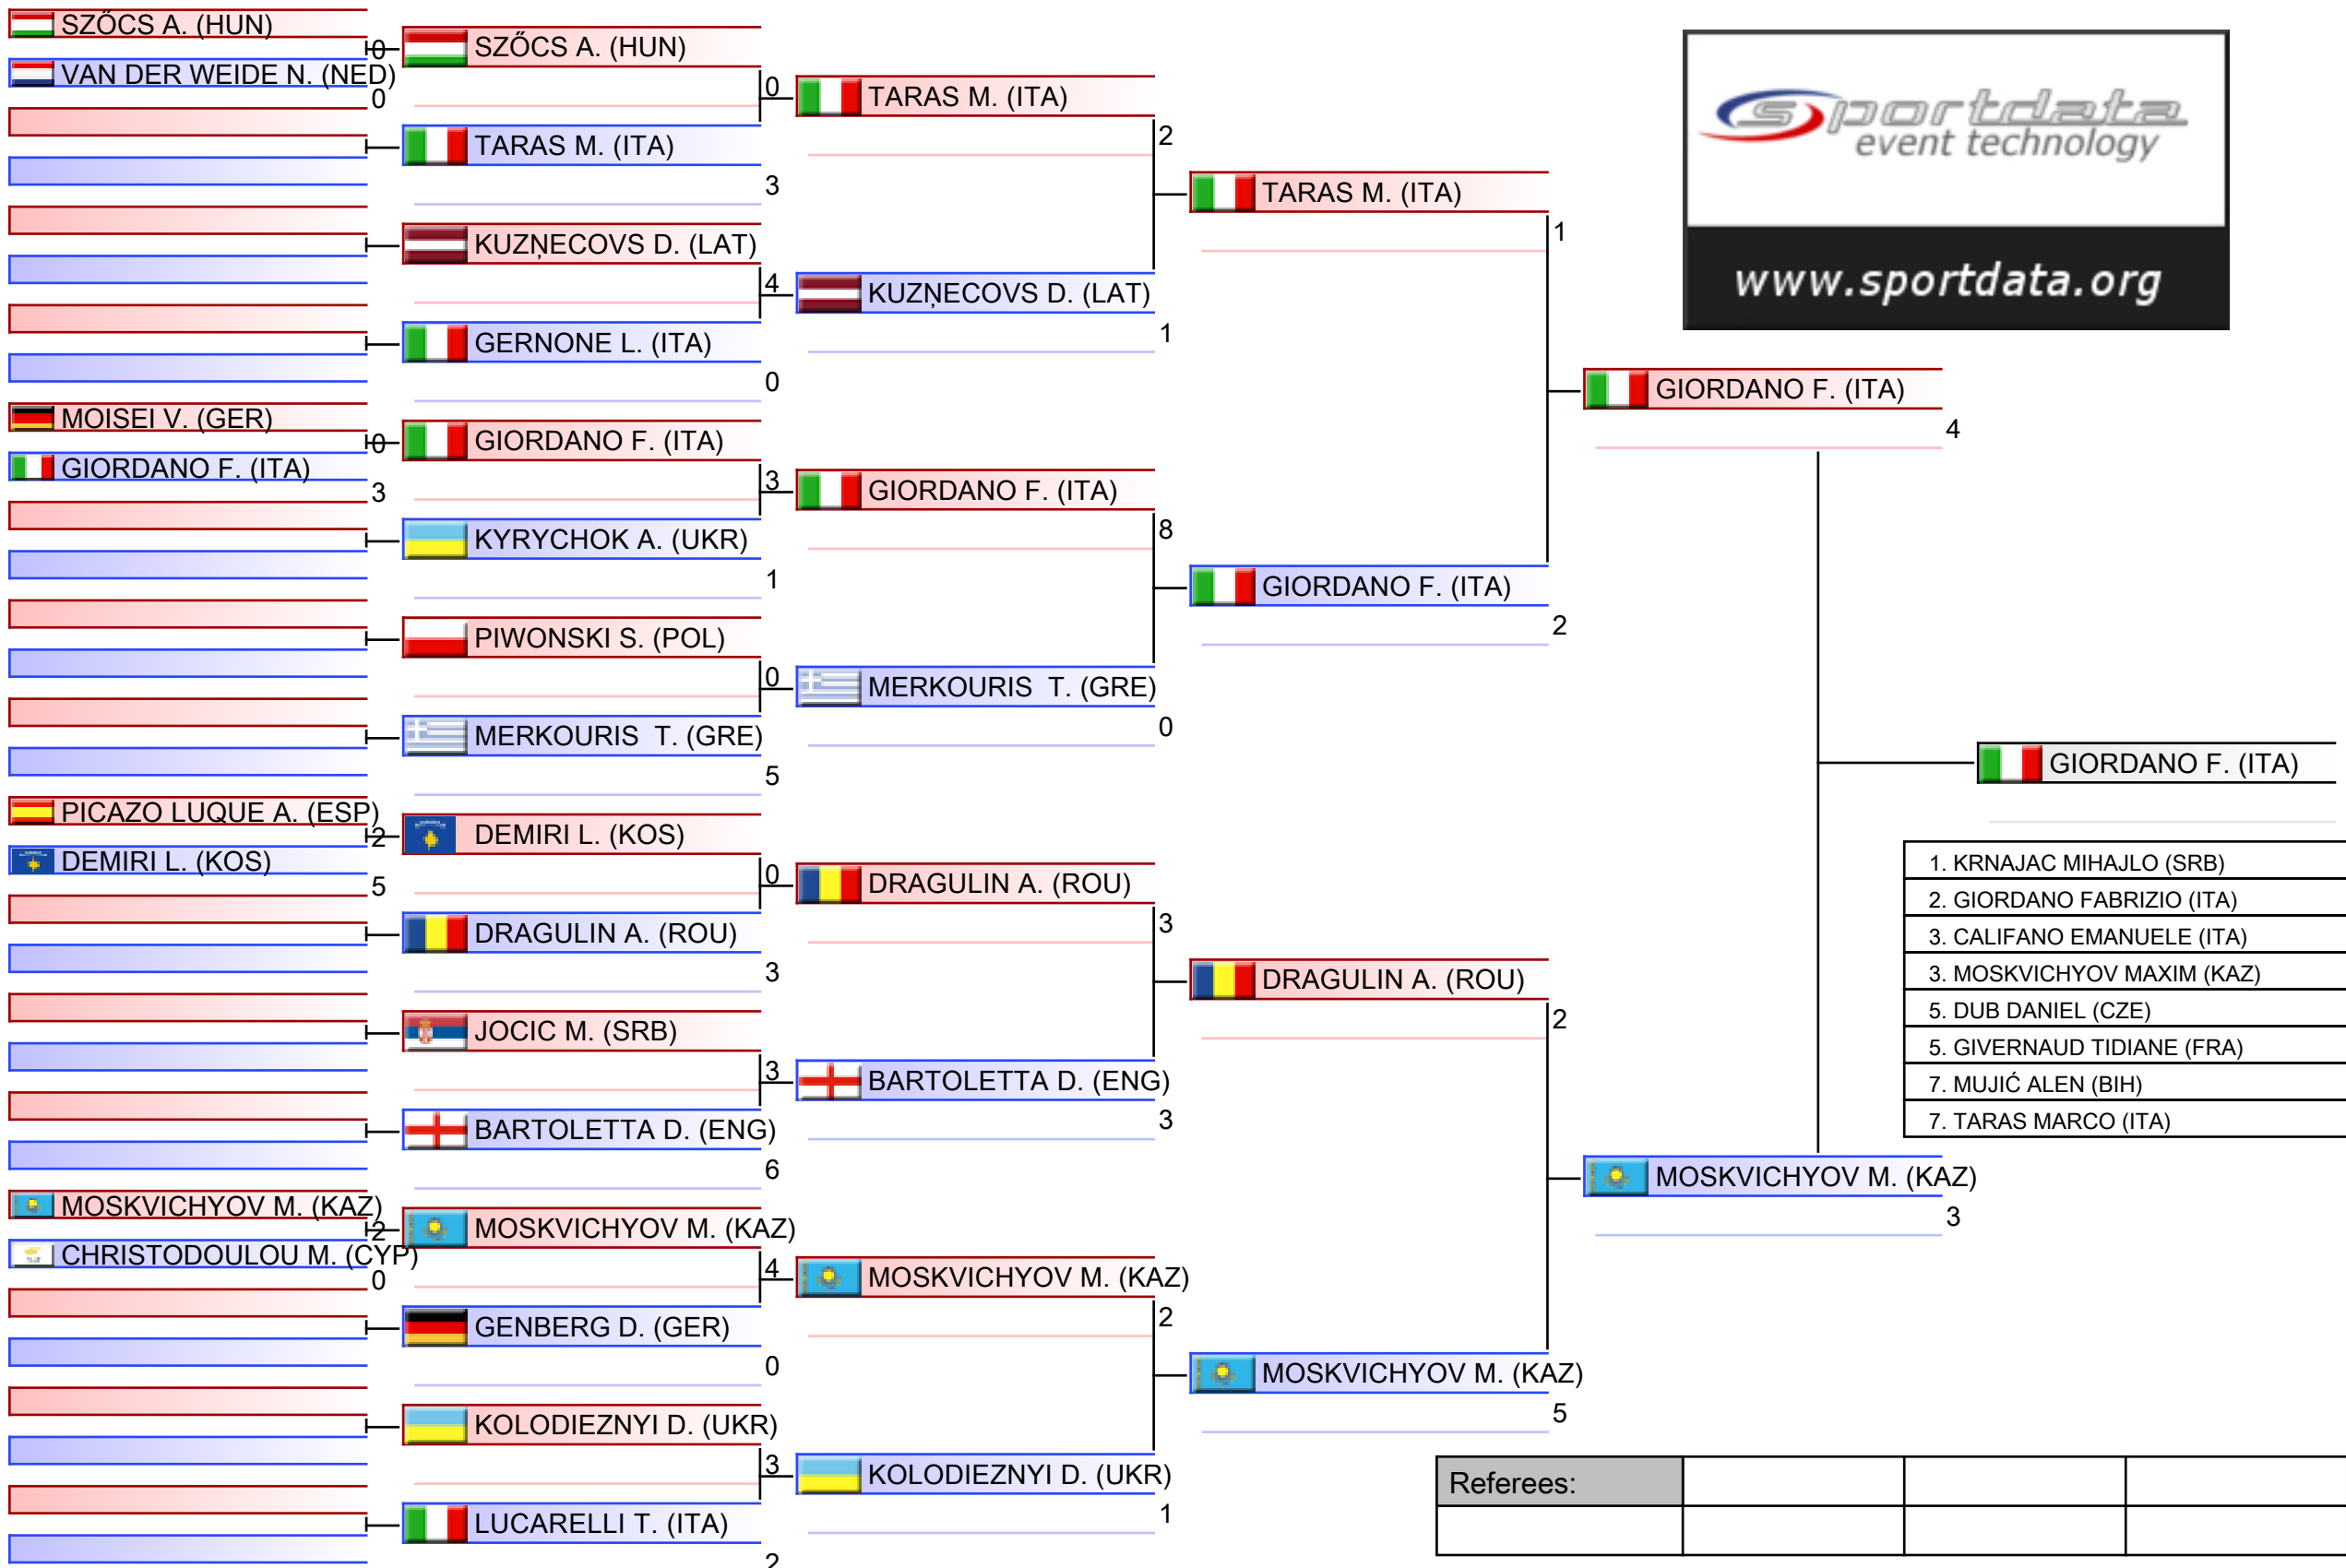 SZŐCS A. (HUN)
0
VAN DER WEIDE N. (NED)
0
MOISEI V. (GER)
0
GIORDANO F. (ITA)
3
PICAZO LUQUE A. (ESP)
2
DEMIRI L. (KOS)
5
MOSKVICHYOV M. (KAZ)
2
CHRISTODOULOU M. (CYP)
0
SZŐCS A. (HUN)
0
TARAS M. (ITA)
3
KUZŅECOVS D. (LAT)
4
GERNONE L. (ITA)
0
GIORDANO F. (ITA)
3
KYRYCHOK A. (UKR)
1
PIWONSKI S. (POL)
0
MERKOURIS  T. (GRE)
5
DEMIRI L. (KOS)
0
DRAGULIN A. (ROU)
3
JOCIC M. (SRB)
3
BARTOLETTA D. (ENG)
6
MOSKVICHYOV M. (KAZ)
4
GENBERG D. (GER)
0
KOLODIEZNYI D. (UKR)
3
LUCARELLI T. (ITA)
2
TARAS M. (ITA)
2
KUZŅECOVS D. (LAT)
1
GIORDANO F. (ITA)
8
MERKOURIS  T. (GRE)
0
DRAGULIN A. (ROU)
3
BARTOLETTA D. (ENG)
3
MOSKVICHYOV M. (KAZ)
2
KOLODIEZNYI D. (UKR)
1
TARAS M. (ITA)
1
GIORDANO F. (ITA)
2
DRAGULIN A. (ROU)
2
MOSKVICHYOV M. (KAZ)
5
GIORDANO F. (ITA)
4
MOSKVICHYOV M. (KAZ)
3
GIORDANO F. (ITA)
sportdata
event technology
www.sportdata.org
1. KRNAJAC MIHAJLO (SRB)
2. GIORDANO FABRIZIO (ITA)
3. CALIFANO EMANUELE (ITA)
3. MOSKVICHYOV MAXIM (KAZ)
5. DUB DANIEL (CZE)
5. GIVERNAUD TIDIANE (FRA)
7. MUJIĆ ALEN (BIH)
7. TARAS MARCO (ITA)
Referees: